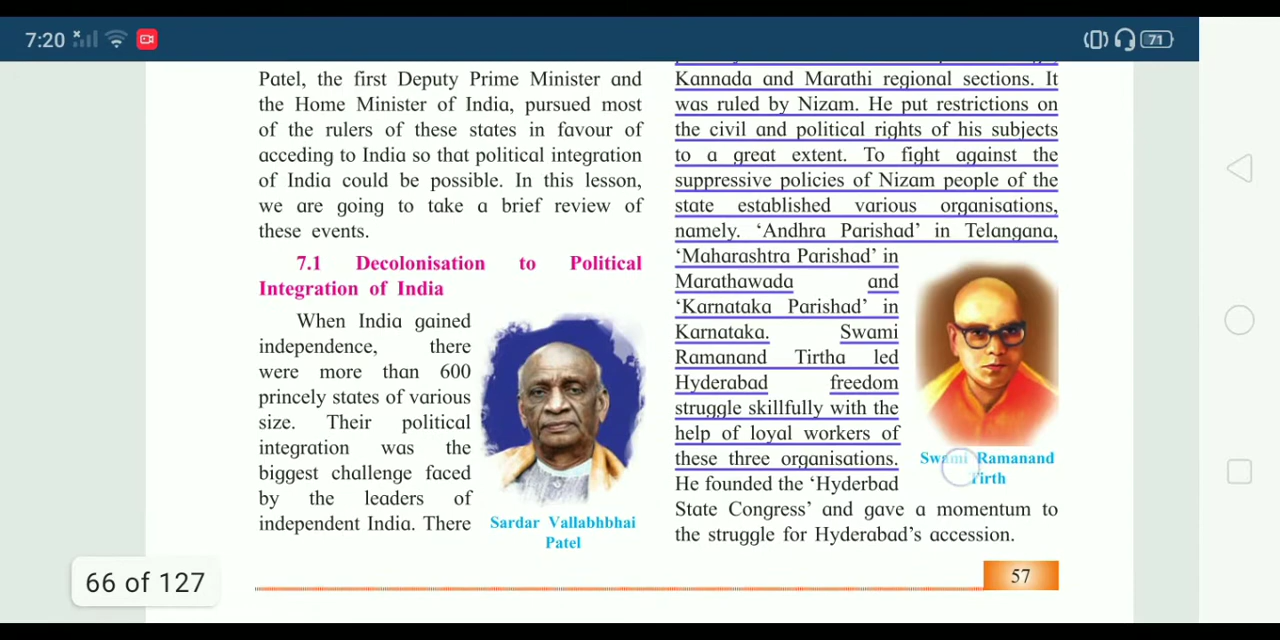 7:20
71
Patel, the first Deputy Prime Minister and
the Home Minister of India, pursued most
of the rulers of these states in favour of
acceding to India so that political integration
of India could be possible. In this lesson,
we are going to take a brief review of
these events.
7.1 Decolonisation to Political
Integration of India
When India gained
independence, there
were more than 600
princely states of various
size. Their political
integration was the
biggest challenge faced
by the leaders of
independent India. There
Sardar Vallabhbhai
Patel
Kannada and Marathi regional sections. It
was ruled by Nizam. He put restrictions on
the civil and political rights of his subjects
to a great extent. To fight against the
suppressive policies of Nizam people of the
state established various organisations,
namely. ‘Andhra Parishad’ in Telangana,
‘Maharashtra Parishad’ in
Marathawada and
‘Karnataka Parishad’ in
Karnataka. Swami
Ramanand Tirtha led
Hyderabad freedom
struggle skillfully with the
help of loyal workers of
these three organisations.
He founded the ‘Hyderbad
State Congress’ and gave a momentum to
the struggle for Hyderabad’s accession.
Swami Ramanand
Tirth
66 of 127
57